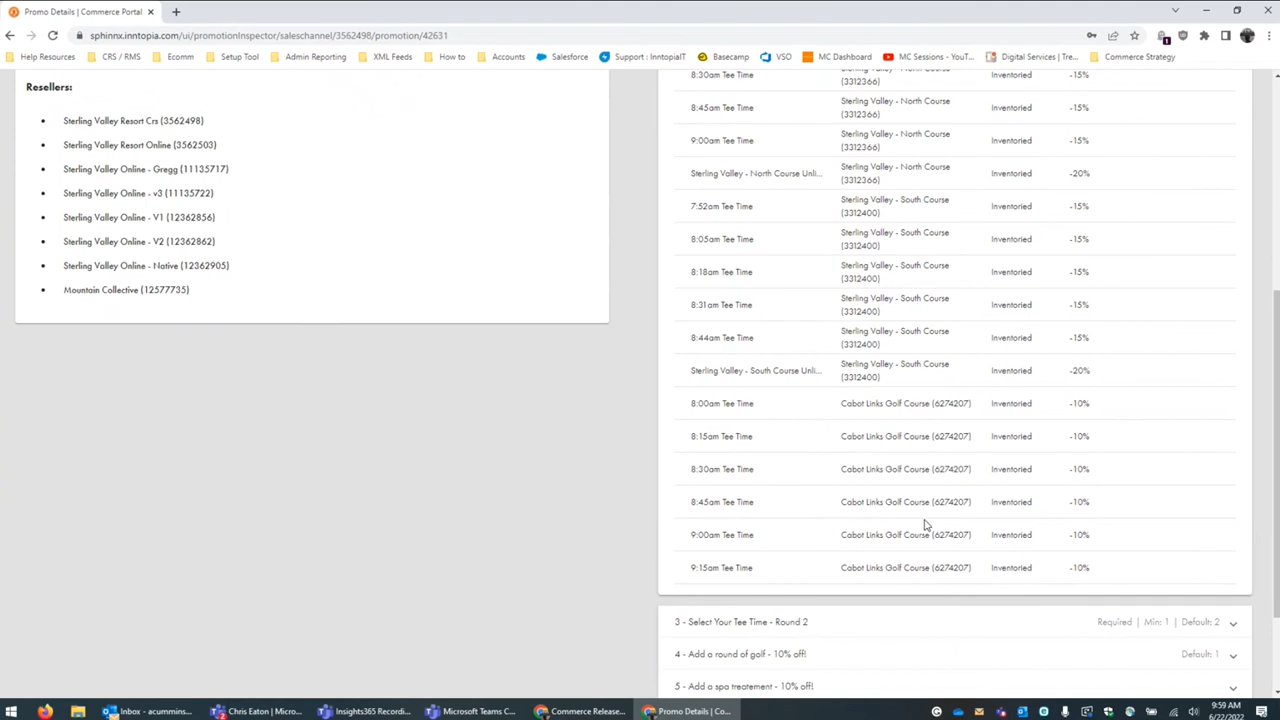 Promo Details | Commerce Portal
sphinnx.inntopia.com/ui/promotionInspector/saleschannel/3562498/promotion/42631
Help Resources CRS / RMS Ecomm Setup Tool Admin Reporting XML Feeds How to Accounts Salesforce Support : InntopiaIT Basecamp VSO MC Dashboard MC Sessions - YouT... Digital Services | Tre... Commerce Strategy
Resellers:
• Sterling Valley Resort Crs (3562498)
• Sterling Valley Resort Online (3562503)
• Sterling Valley Online - Gregg (11135717)
• Sterling Valley Online - v3 (11135722)
• Sterling Valley Online - V1 (12362856)
• Sterling Valley Online - V2 (12362862)
• Sterling Valley Online - Native (12362905)
• Mountain Collective (12577735)
8:30am Tee Time Sterling Valley - North Course Inventoried -15%
(3312366)
8:45am Tee Time Sterling Valley - North Course Inventoried -15%
(3312366)
9:00am Tee Time Sterling Valley - North Course Inventoried -15%
(3312366)
Sterling Valley - North Course Unli... Sterling Valley - North Course Inventoried -20%
(3312366)
7:52am Tee Time Sterling Valley - South Course Inventoried -15%
(3312400)
8:05am Tee Time Sterling Valley - South Course Inventoried -15%
(3312400)
8:18am Tee Time Sterling Valley - South Course Inventoried -15%
(3312400)
8:31am Tee Time Sterling Valley - South Course Inventoried -15%
(3312400)
8:44am Tee Time Sterling Valley - South Course Inventoried -15%
(3312400)
Sterling Valley - South Course Unli... Sterling Valley - South Course Inventoried -20%
(3312400)
8:00am Tee Time Cabot Links Golf Course (6274207) Inventoried -10%
8:15am Tee Time Cabot Links Golf Course (6274207) Inventoried -10%
8:30am Tee Time Cabot Links Golf Course (6274207) Inventoried -10%
8:45am Tee Time Cabot Links Golf Course (6274207) Inventoried -10%
9:00am Tee Time Cabot Links Golf Course (6274207) Inventoried -10%
9:15am Tee Time Cabot Links Golf Course (6274207) Inventoried -10%
3 - Select Your Tee Time - Round 2 Required | Min: 1 | Default: 2
4 - Add a round of golf - 10% off! Default: 1
5 - Add a spa treatement - 10% off!
Inbox - acummins... Chris Eaton | Micro... Insights365 Recordi... Microsoft Teams C... Commerce Release... Promo Details | Co... 9:59 AM
6/22/2022